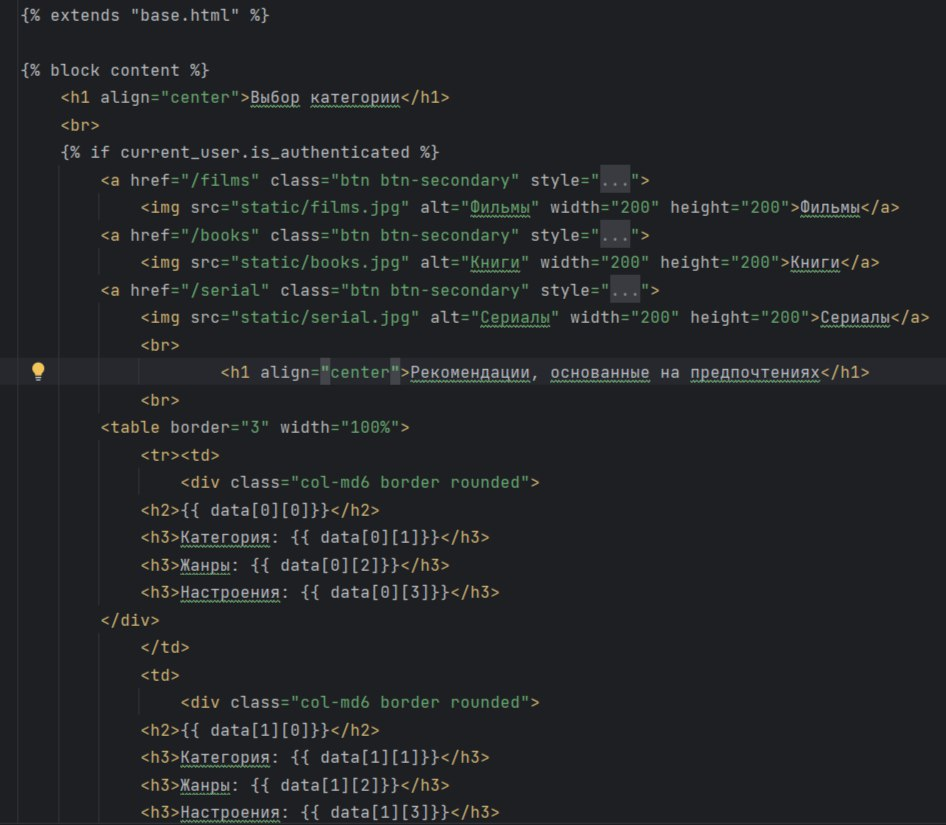 {% extends "base.html" %}
{% block content %}
<h1 align="center">Выбор категории</h1>
<br>
{% if current_user.is_authenticated %}
<a href="/films" class="btn btn-secondary" style="...">
<img src="static/films.jpg" alt="Фильмы" width="200" height="200">Фильмы</a>
<a href="/books" class="btn btn-secondary" style="...">
<img src="static/books.jpg" alt="Книги" width="200" height="200">Книги</a>
<a href="/serial" class="btn btn-secondary" style="...">
<img src="static/serial.jpg" alt="Сериалы" width="200" height="200">Сериалы</a>
<br>
<h1 align="center">Рекомендации, основанные на предпочтениях</h1>
<br>
<table border="3" width="100%">
<tr><td>
<div class="col-md6 border rounded">
<h2>{{ data[0][0]}}</h2>
<h3>Категория: {{ data[0][1]}}</h3>
<h3>Жанры: {{ data[0][2]}}</h3>
<h3>Настроения: {{ data[0][3]}}</h3>
</div>
</td>
<td>
<div class="col-md6 border rounded">
<h2>{{ data[1][0]}}</h2>
<h3>Категория: {{ data[1][1]}}</h3>
<h3>Жанры: {{ data[1][2]}}</h3>
<h3>Настроения: {{ data[1][3]}}</h3>